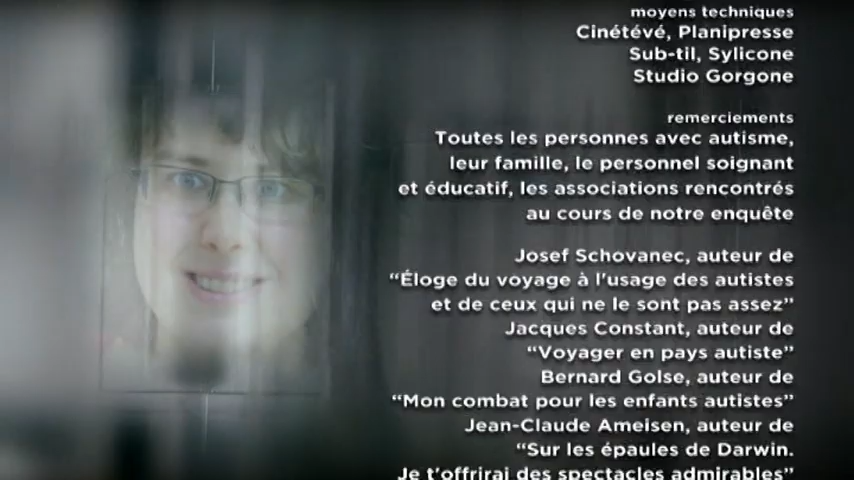 moyens techniques
Cinétévé, Planipresse
Sub-til, Sylicone
Studio Gorgone
remerciements
Toutes les personnes avec autisme,
leur famille, le personnel soignant
et éducatif, les associations rencontrés
au cours de notre enquête
Josef Schovanec, auteur de
“Éloge du voyage à l'usage des autistes
et de ceux qui ne le sont pas assez”
Jacques Constant, auteur de
“Voyager en pays autiste”
Bernard Golse, auteur de
“Mon combat pour les enfants autistes”
Jean-Claude Ameisen, auteur de
“Sur les épaules de Darwin.
Je t'offrirai des spectacles admirables”